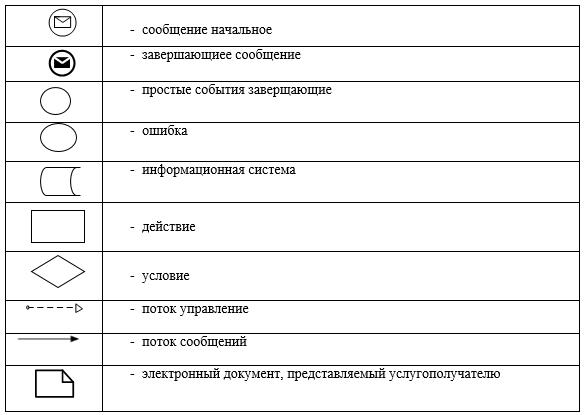 - сообщение начальное
- завершающиее сообщение
- простые события заверщающие
- ошибка
- информационная система
- действие
- условие
- поток управление
- поток сообщений
- электронный документ, представляемый услугополучателю